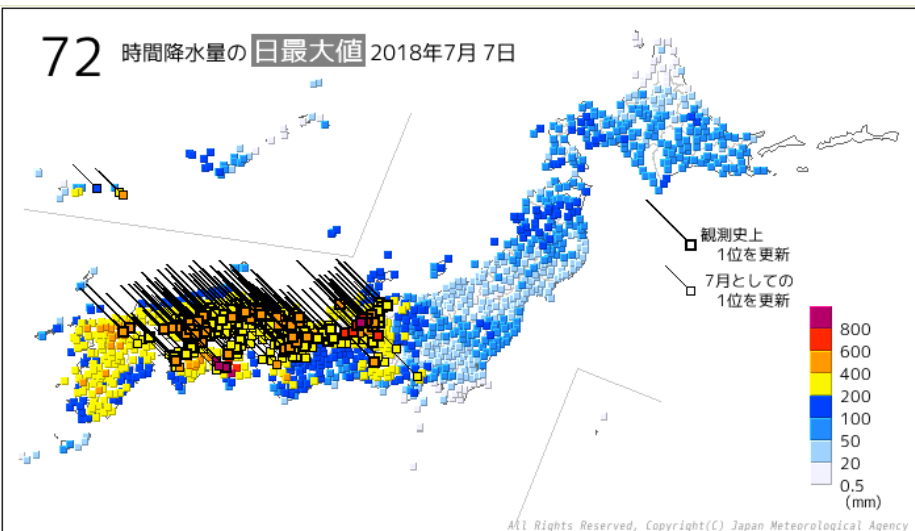 72 時間降水量の 日最大値 2018年7月 7日
観測史上
1位を更新
7月としての
1位を更新
800
600
400
200
100
50
20
0.5
(mm)
All Rights Reserved, Copyright(C) Japan Meteorological Agency